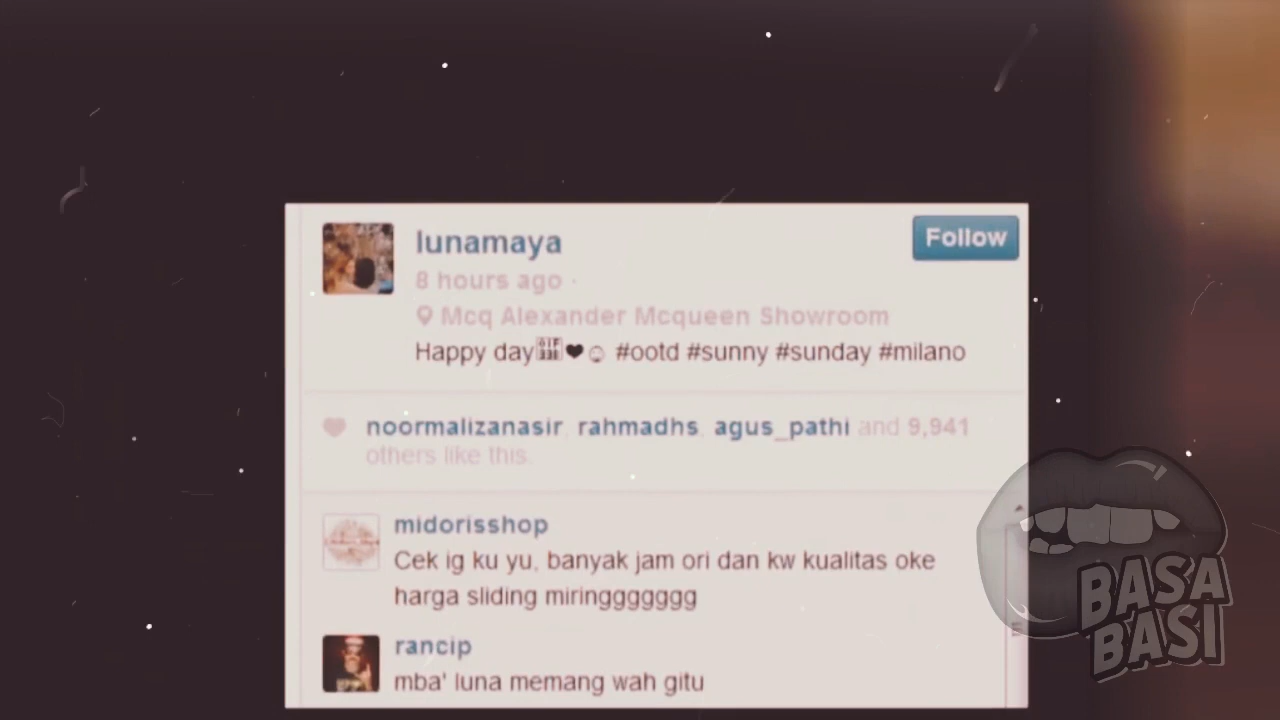 lunamaya
Follow
8 hours ago ·
Mcq Alexander Mcqueen Showroom
Happy day ❤☺ #ootd #sunny #sunday #milano
noormalizanasir, rahmadhs, agus_pathi and 9,941
others like this.
midorisshop
Cek ig ku yu, banyak jam ori dan kw kualitas oke
harga sliding miringggggggg
rancip
mba' luna memang wah gitu
BASA
BASI